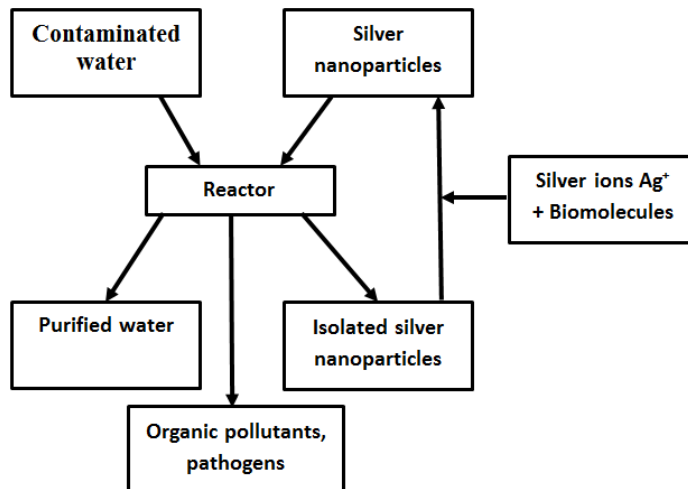 Contaminated
water
Silver
nanoparticles
Reactor
Silver ions Ag⁺
+ Biomolecules
Purified water
Isolated silver
nanoparticles
Organic pollutants,
pathogens